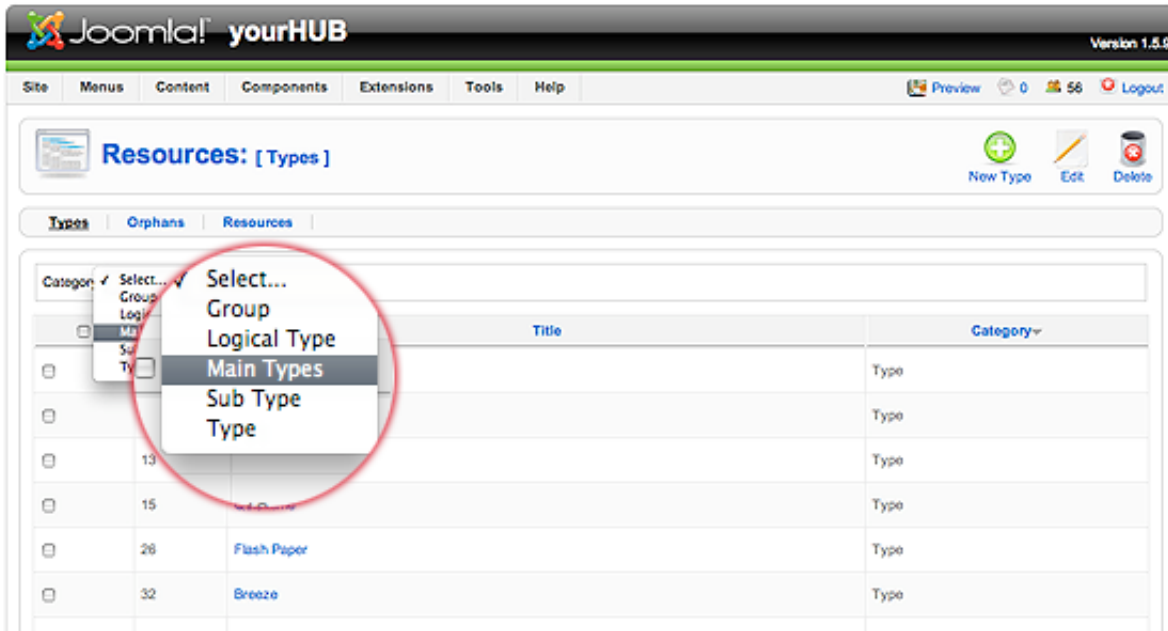 Joomla! yourHUB
Version 1.5.9
Site Menus Content Components Extensions Tools Help Preview 0 56 Logout
Resources: [ Types ]
New Type Edit Delete
Types Orphans Resources
Select...
Group
Select...
Group
Logical Type
Main Types
Sub Type
Type
Title Category
Type
Type
13 Type
15 Type
26 Flash Paper Type
32 Breeze Type